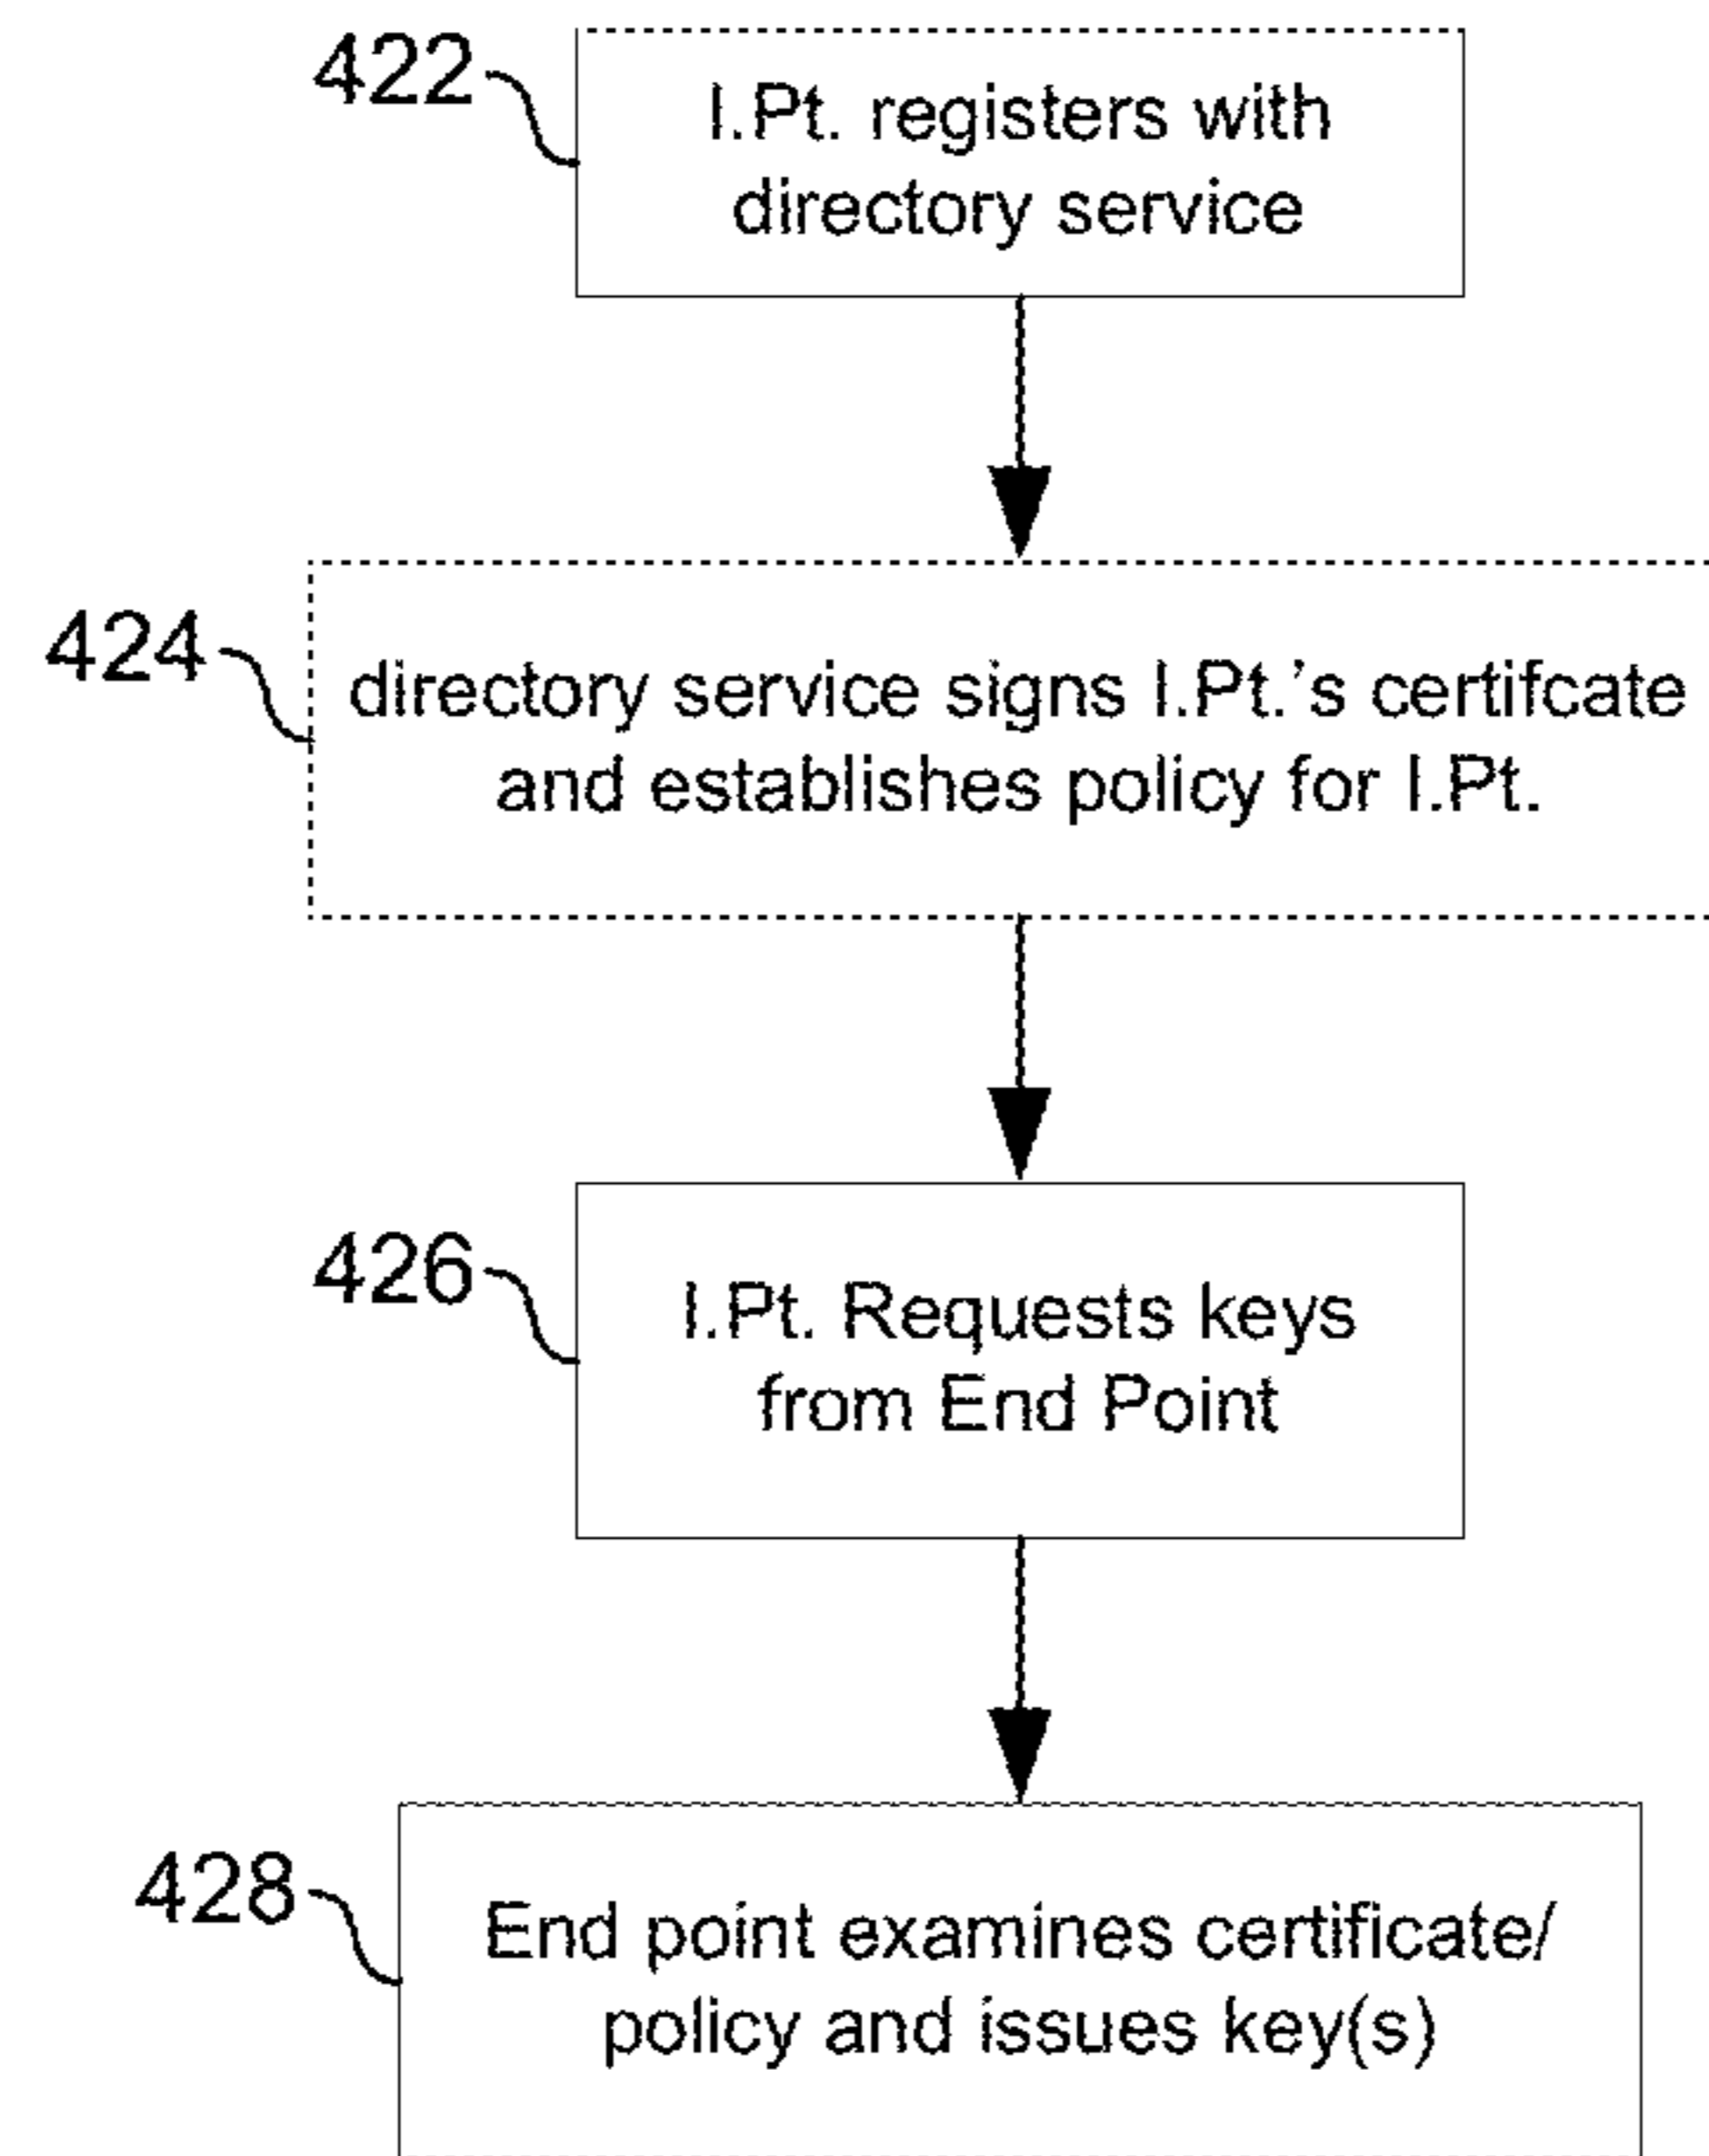 422
I.Pt. registers with
directory service
424
directory service signs I.Pt.'s certifcate
and establishes policy for I.Pt.
426
I.Pt. Requests keys
from End Point
428
End point examines certificate/
policy and issues key(s)